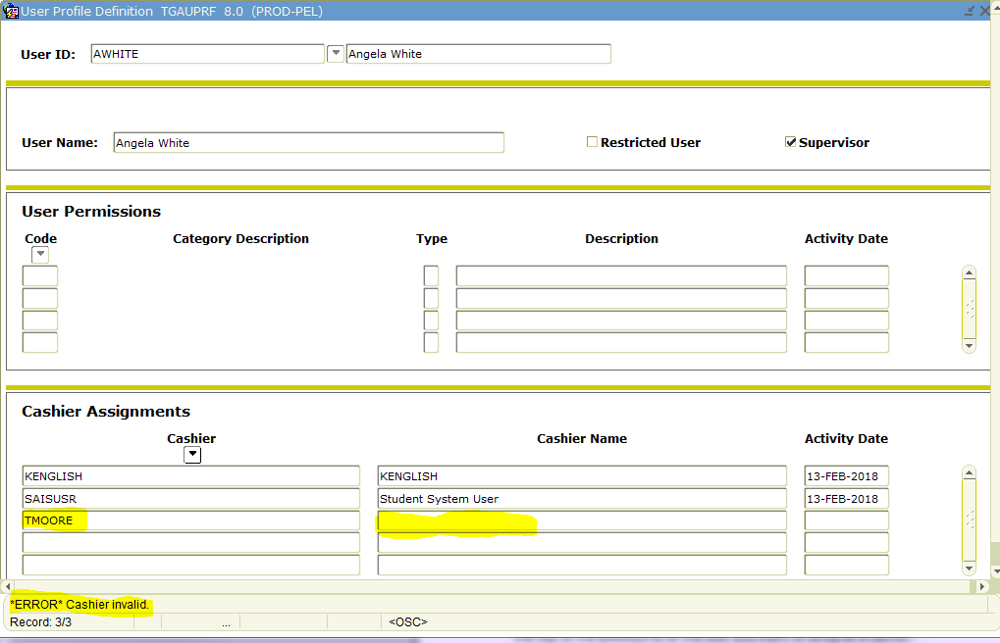 User Profile Definition TGAUPRF 8.0 (PROD-PEL)
User ID: AWHITE Angela White
User Name: Angela White Restricted User Supervisor
User Permissions
Code Category Description Type Description Activity Date
Cashier Assignments
Cashier Cashier Name Activity Date
KENGLISH KENGLISH 13-FEB-2018
SAISUSR Student System User 13-FEB-2018
TMOORE
*ERROR* Cashier invalid.
Record: 3/3 ... <OSC>